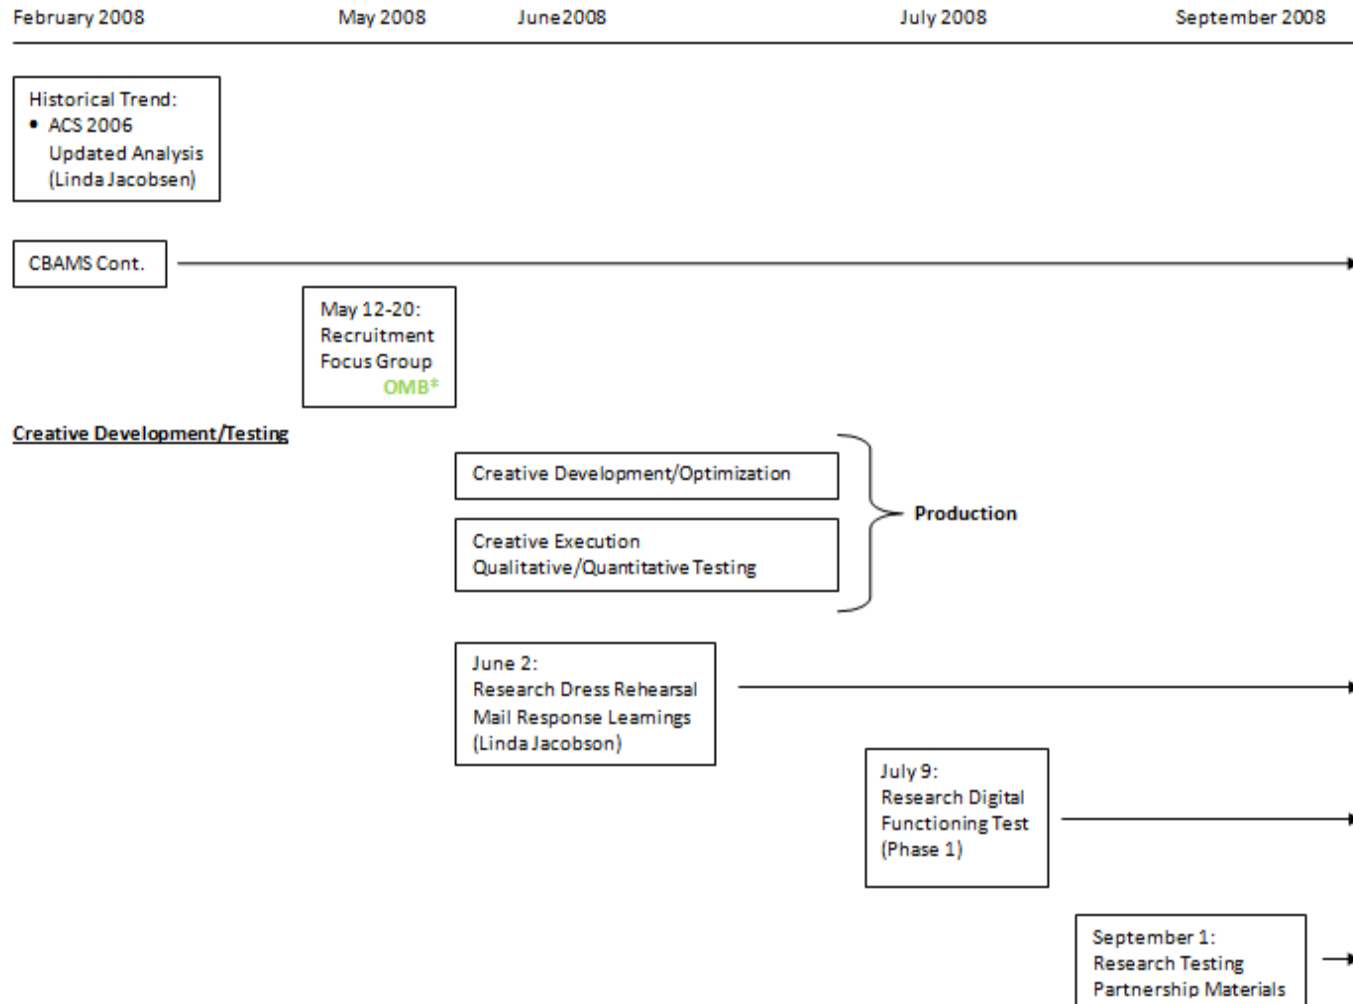 February 2008 May 2008 June2008 July 2008 September 2008
Historical Trend:
• ACS 2006
Updated Analysis
(Linda Jacobsen)
CBAMS Cont.
May 12-20:
Recruitment
Focus Group
OMB*
Creative Development/Testing
Creative Development/Optimization
Creative Execution
Qualitative/Quantitative Testing
Production
June 2:
Research Dress Rehearsal
Mail Response Learnings
(Linda Jacobson)
July 9:
Research Digital
Functioning Test
(Phase 1)
September 1:
Research Testing
Partnership Materials